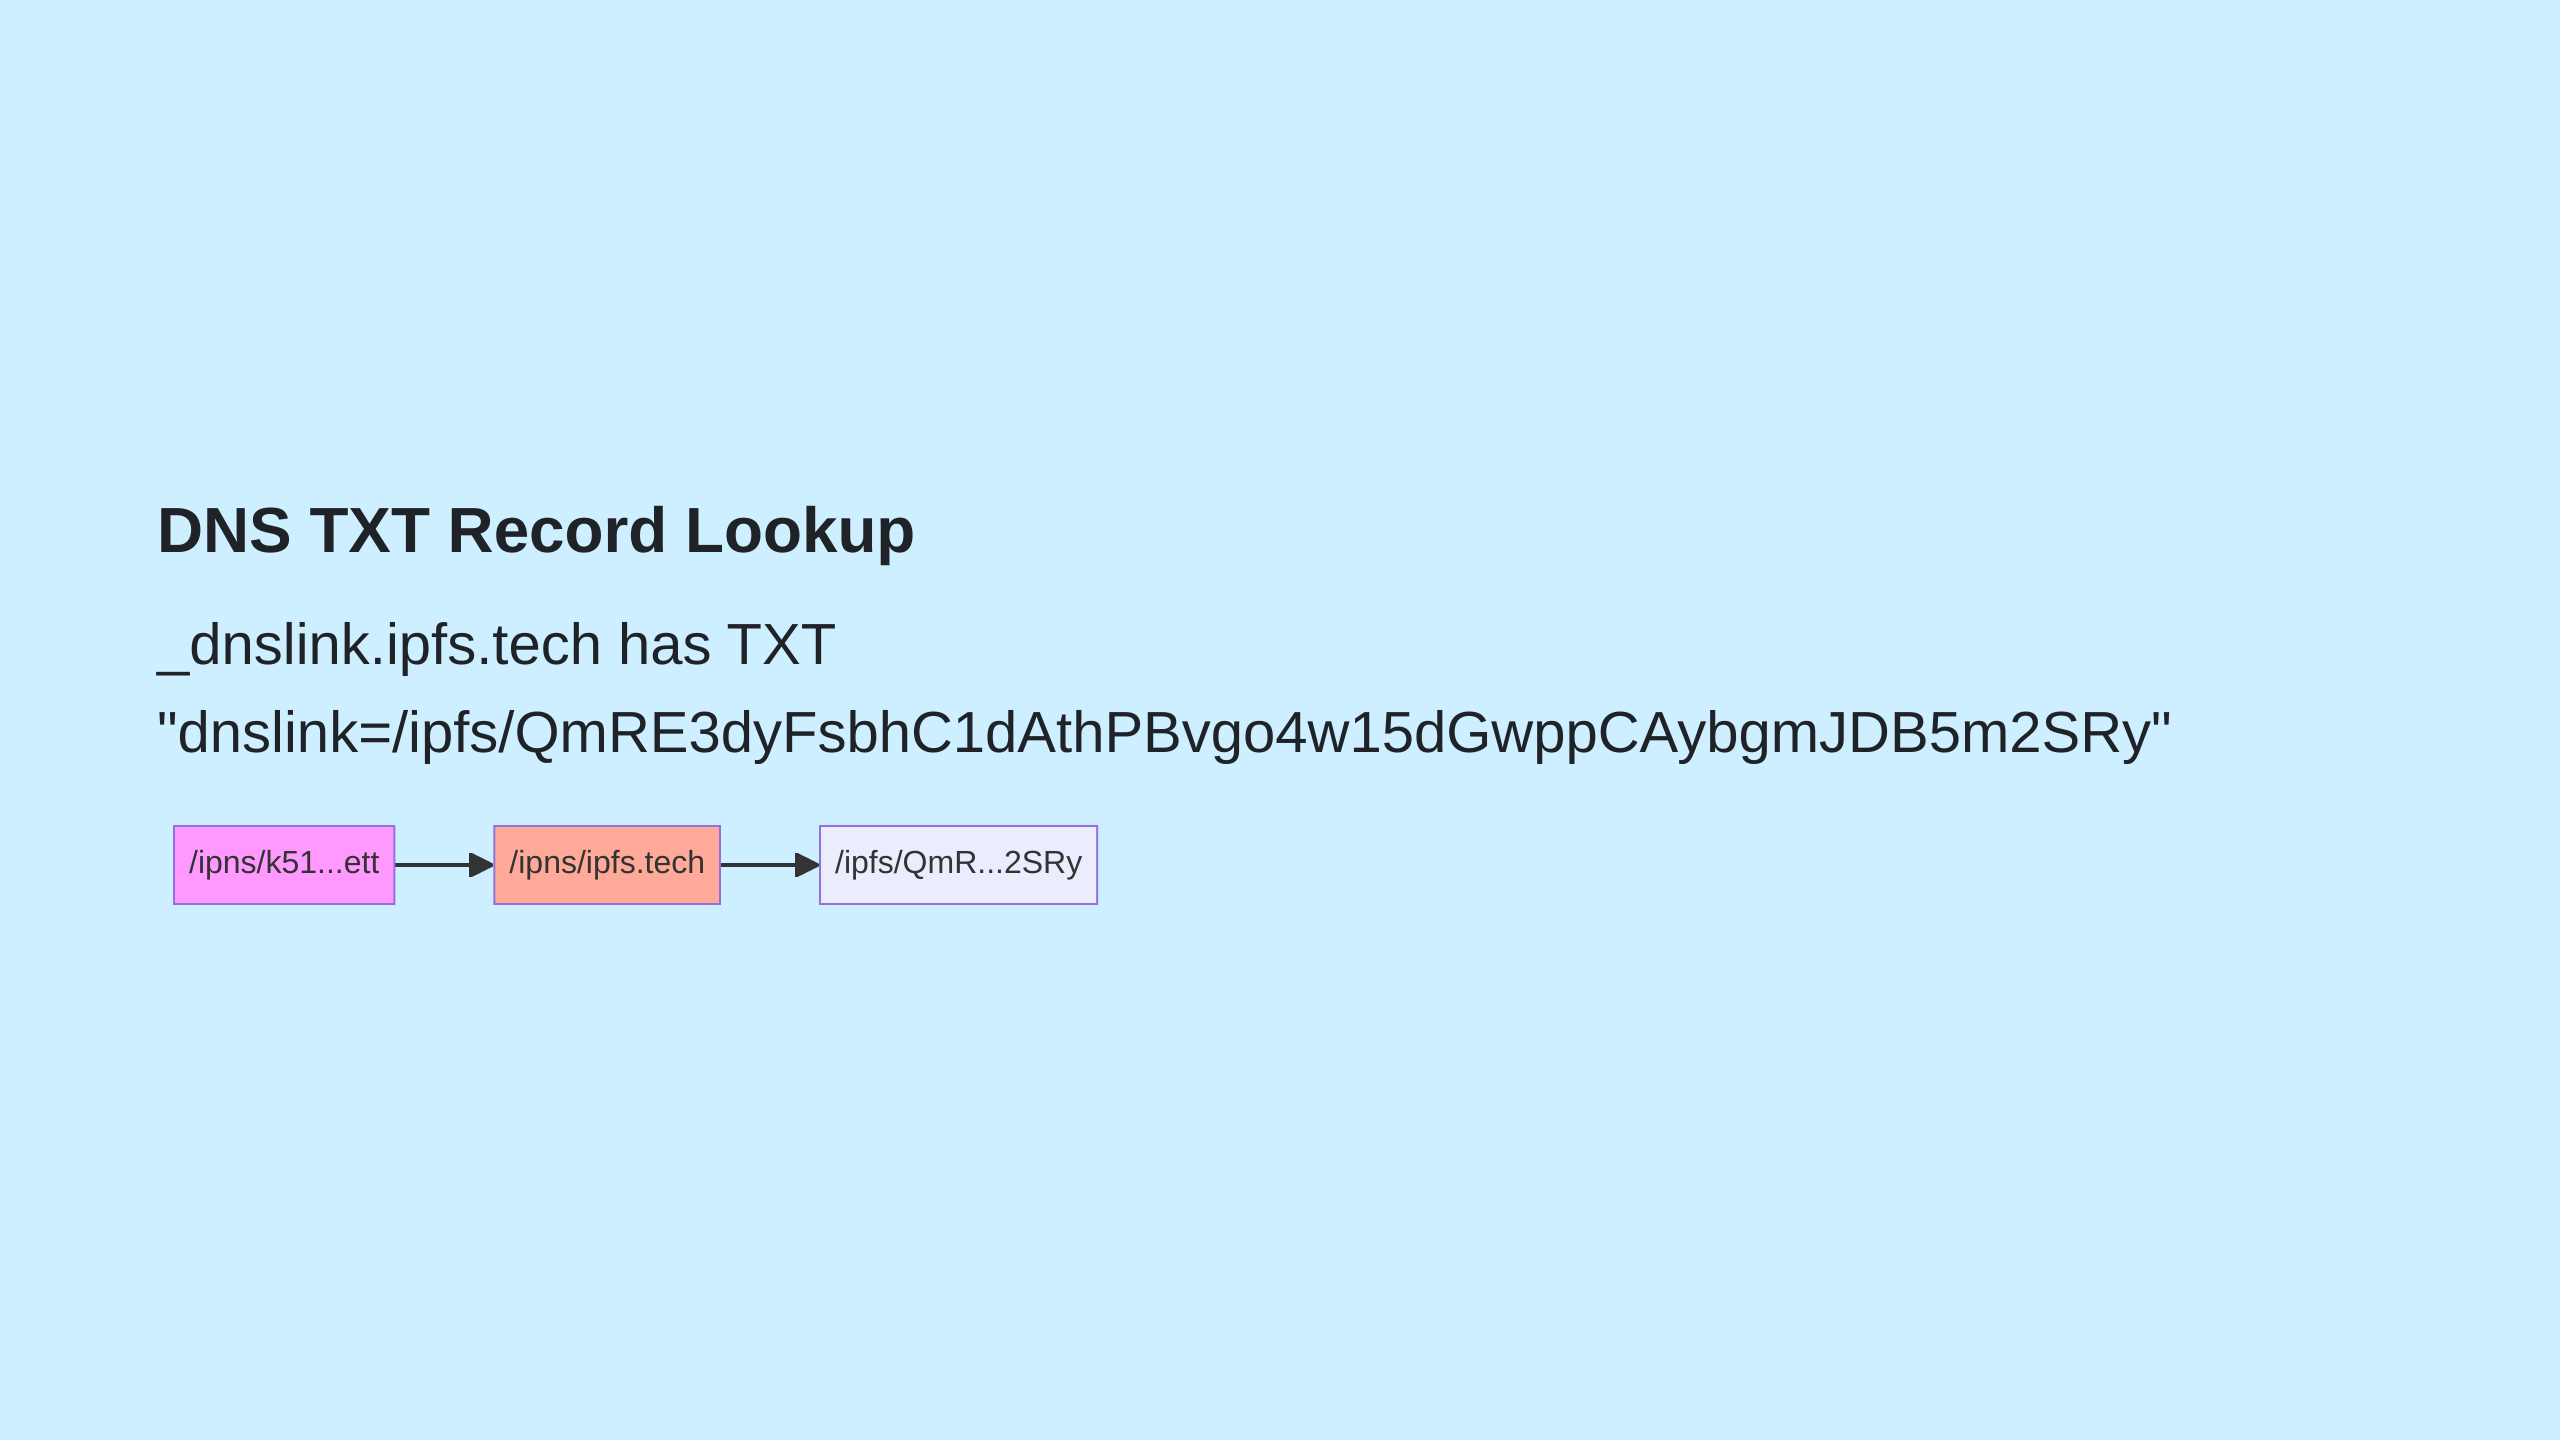 DNS TXT Record Lookup
_dnslink.ipfs.tech has TXT
"dnslink=/ipfs/QmRE3dyFsbhC1dAthPBvgo4w15dGwppCAybgmJDB5m2SRy"
/ipns/k51...ett
/ipns/ipfs.tech
/ipfs/QmR...2SRy